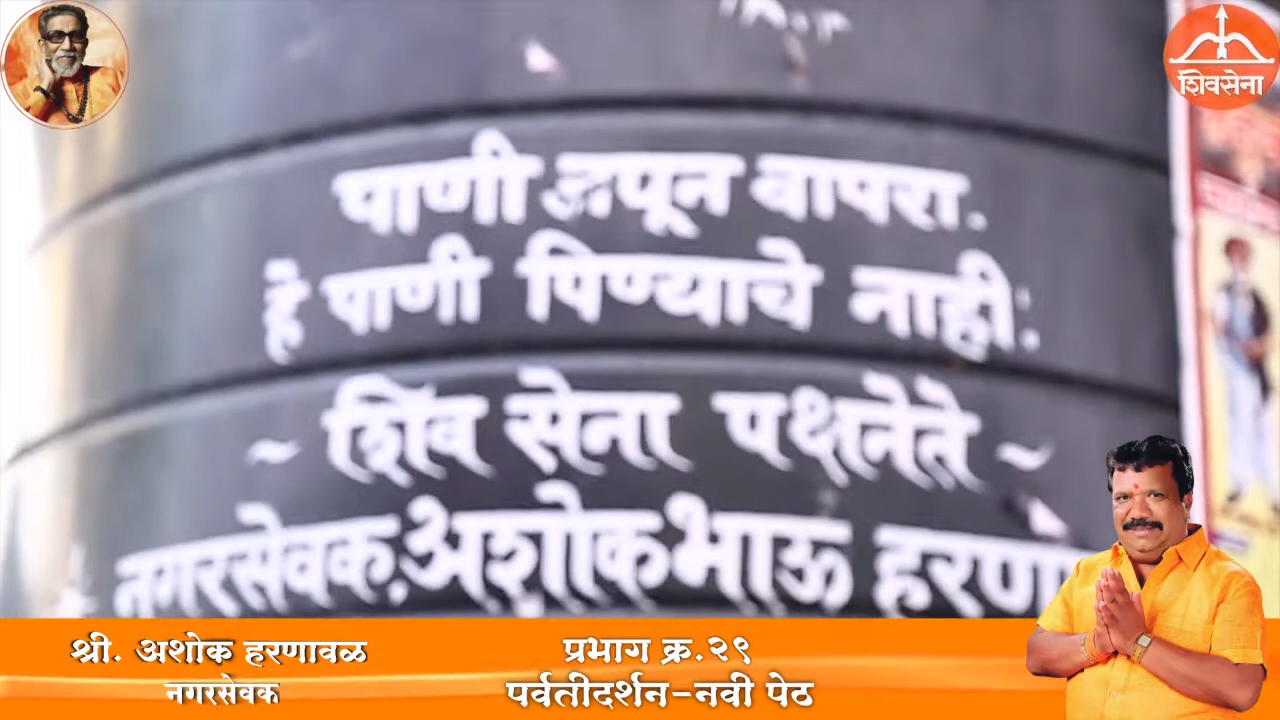 शिवसेना
पाणी जपून वापरा.
हे पाणी पिण्याचे नाही.
~ शिव सेना पक्षनेते ~
नगरसेवक. अशोकभाऊ
श्री. अशोक हरणावळ
नगरसेवक
प्रभाग क्र.२९
पर्वतीदर्शन-नवी पेठ